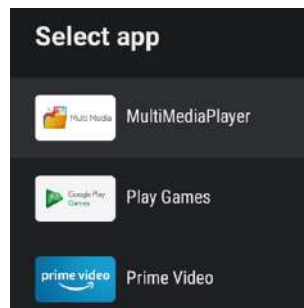 Select app
Multi Media
MultiMediaPlayer
Google Play
Games
Play Games
prime video
Prime Video